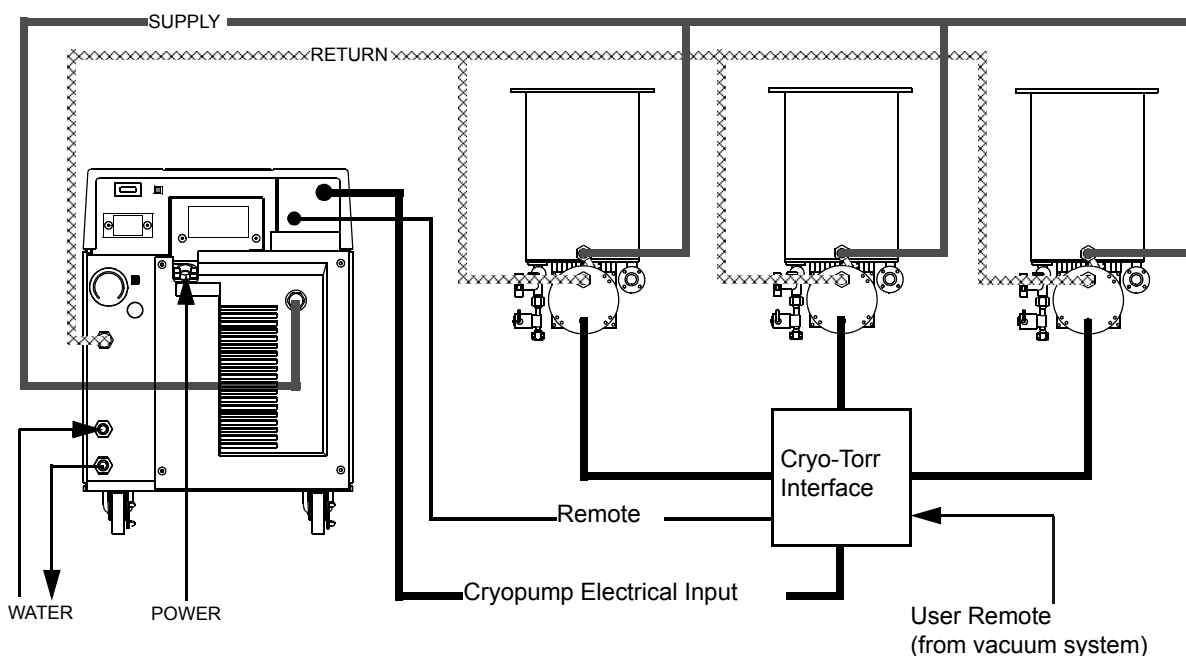 SUPPLY
RETURN
Cryo-Torr
Interface
Remote
Cryopump Electrical Input
WATER
POWER
User Remote
(from vacuum system)